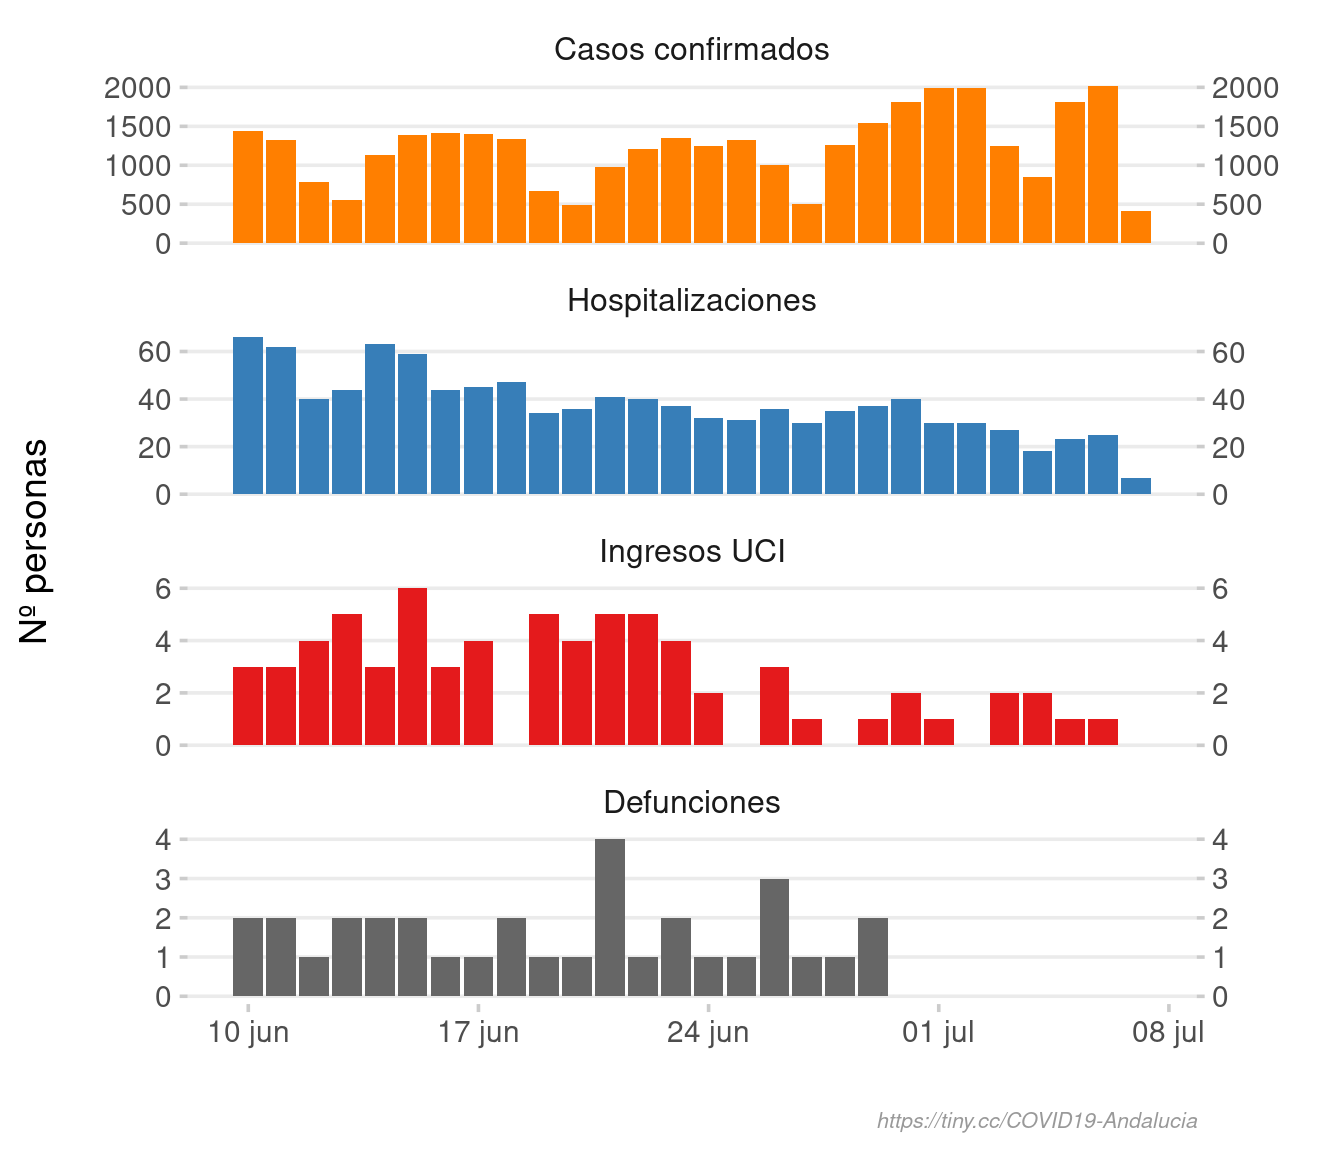 Casos confirmados
2000 2000
1500 1500
1000 1000
500 500
0 0
Hospitalizaciones
60 60
40 40
20 20
0 0
Nº personas
Ingresos UCI
6 6
4 4
2 2
0 0
Defunciones
4 4
3 3
2 2
1 1
0 0
10 jun 17 jun 24 jun 01 jul 08 jul
https://tiny.cc/COVID19-Andalucia